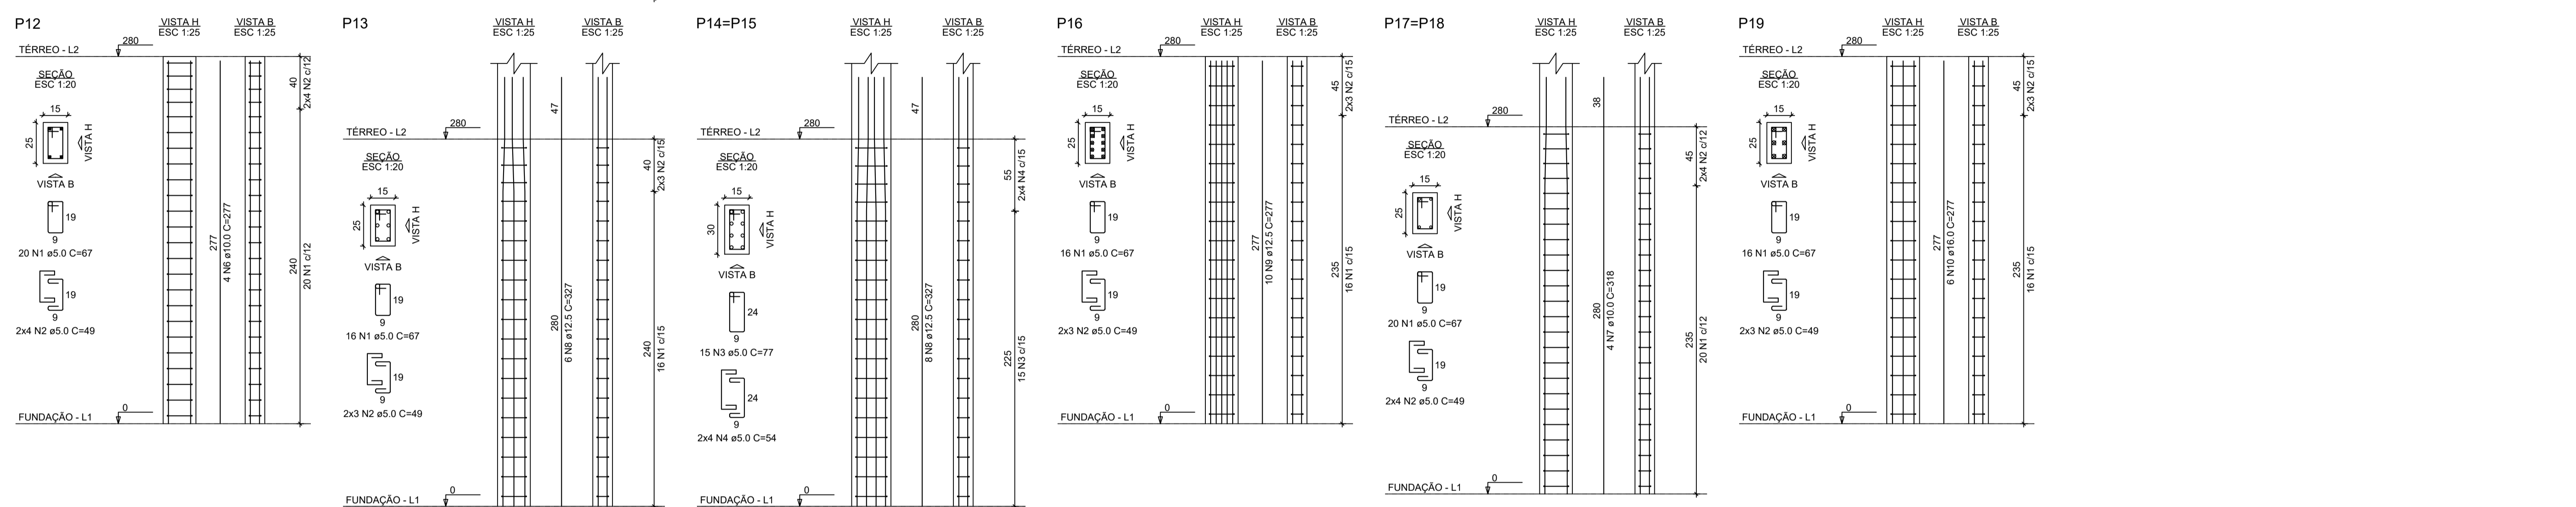 P12
VISTA H
ESC 1:25
VISTA B
ESC 1:25
TÉRREO - L2
280
SEÇÃO
ESC 1:20
15
25
VISTA H
VISTA B
19
9
20 N1 ø5.0 C=67
19
9
2x4 N2 ø5.0 C=49
277
4 N6 ø10.0 C=277
40
2x4 N2 c/12
240
20 N1 c/12
FUNDAÇÃO - L1
0
P13
VISTA H
ESC 1:25
VISTA B
ESC 1:25
47
TÉRREO - L2
280
SEÇÃO
ESC 1:20
15
25
VISTA H
VISTA B
19
9
16 N1 ø5.0 C=67
19
9
2x3 N2 ø5.0 C=49
280
6 N8 ø12.5 C=327
40
2x3 N2 c/15
240
16 N1 c/15
FUNDAÇÃO - L1
0
P14=P15
VISTA H
ESC 1:25
VISTA B
ESC 1:25
47
TÉRREO - L2
280
SEÇÃO
ESC 1:20
15
30
VISTA H
VISTA B
24
9
15 N3 ø5.0 C=77
24
9
2x4 N4 ø5.0 C=54
280
8 N8 ø12.5 C=327
55
2x4 N4 c/15
225
15 N3 c/15
FUNDAÇÃO - L1
0
P16
VISTA H
ESC 1:25
VISTA B
ESC 1:25
TÉRREO - L2
280
SEÇÃO
ESC 1:20
15
25
VISTA H
VISTA B
19
9
16 N1 ø5.0 C=67
19
9
2x3 N2 ø5.0 C=49
277
10 N9 ø12.5 C=277
45
2x3 N2 c/15
235
16 N1 c/15
FUNDAÇÃO - L1
0
P17=P18
VISTA H
ESC 1:25
VISTA B
ESC 1:25
38
TÉRREO - L2
280
SEÇÃO
ESC 1:20
15
25
VISTA H
VISTA B
19
9
20 N1 ø5.0 C=67
19
9
2x4 N2 ø5.0 C=49
280
4 N7 ø10.0 C=318
45
2x4 N2 c/12
235
20 N1 c/12
FUNDAÇÃO - L1
0
P19
VISTA H
ESC 1:25
VISTA B
ESC 1:25
TÉRREO - L2
280
SEÇÃO
ESC 1:20
15
25
VISTA H
VISTA B
19
9
16 N1 ø5.0 C=67
19
9
2x3 N2 ø5.0 C=49
277
6 N10 ø16.0 C=277
45
2x3 N2 c/15
235
16 N1 c/15
FUNDAÇÃO - L1
0